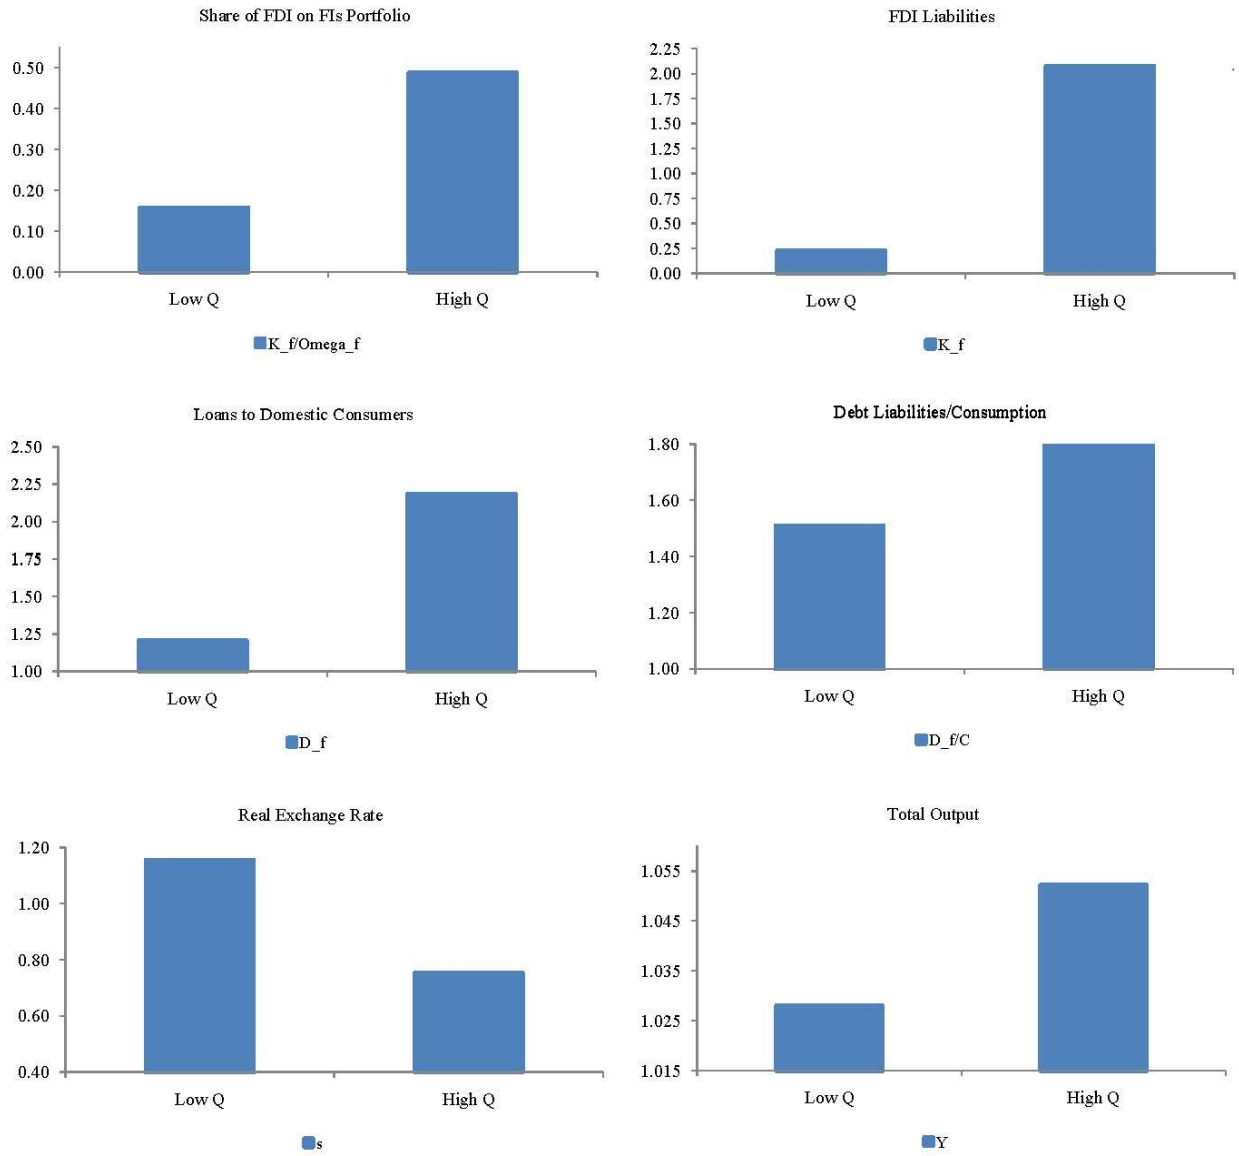 Share of FDI on FIs Portfolio
0.50
0.40
0.30
0.20
0.10
0.00
Low Q High Q
K_f/Omega_f
FDI Liabilities
2.25
2.00
1.75
1.50
1.25
1.00
0.75
0.50
0.25
0.00
Low Q High Q
K_f
Loans to Domestic Consumers
2.50
2.25
2.00
1.75
1.50
1.25
1.00
Low Q High Q
D_f
Debt Liabilities/Consumption
1.80
1.60
1.40
1.20
1.00
Low Q High Q
D_f/C
Real Exchange Rate
1.20
1.00
0.80
0.60
0.40
Low Q High Q
s
Total Output
1.055
1.045
1.035
1.025
1.015
Low Q High Q
Y